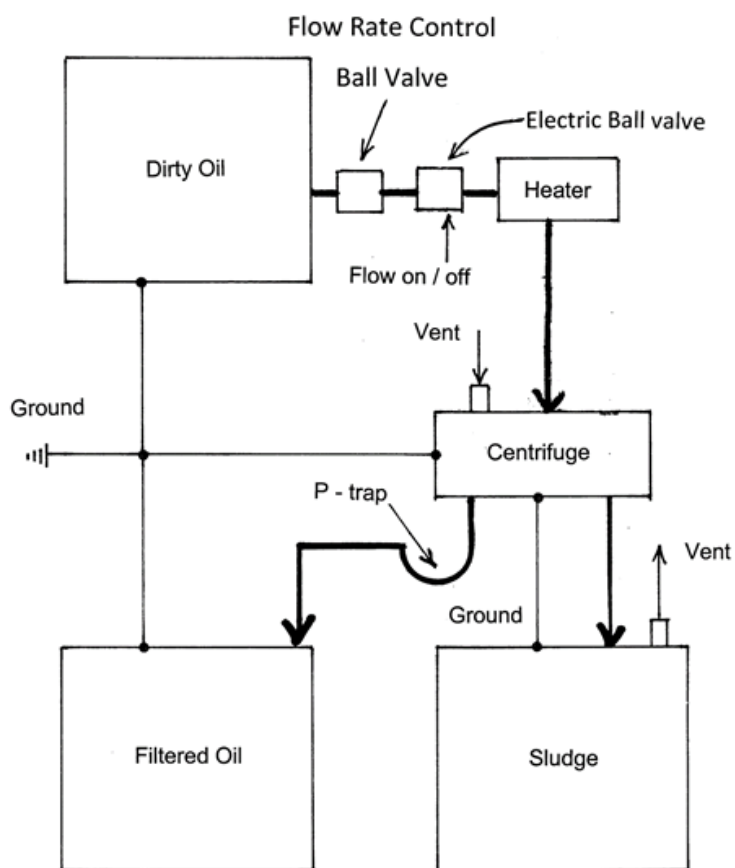 Flow Rate Control
Ball Valve
Electric Ball valve
Dirty Oil
Heater
Flow on / off
Vent
Ground
Centrifuge
P - trap
Vent
Ground
Filtered Oil
Sludge